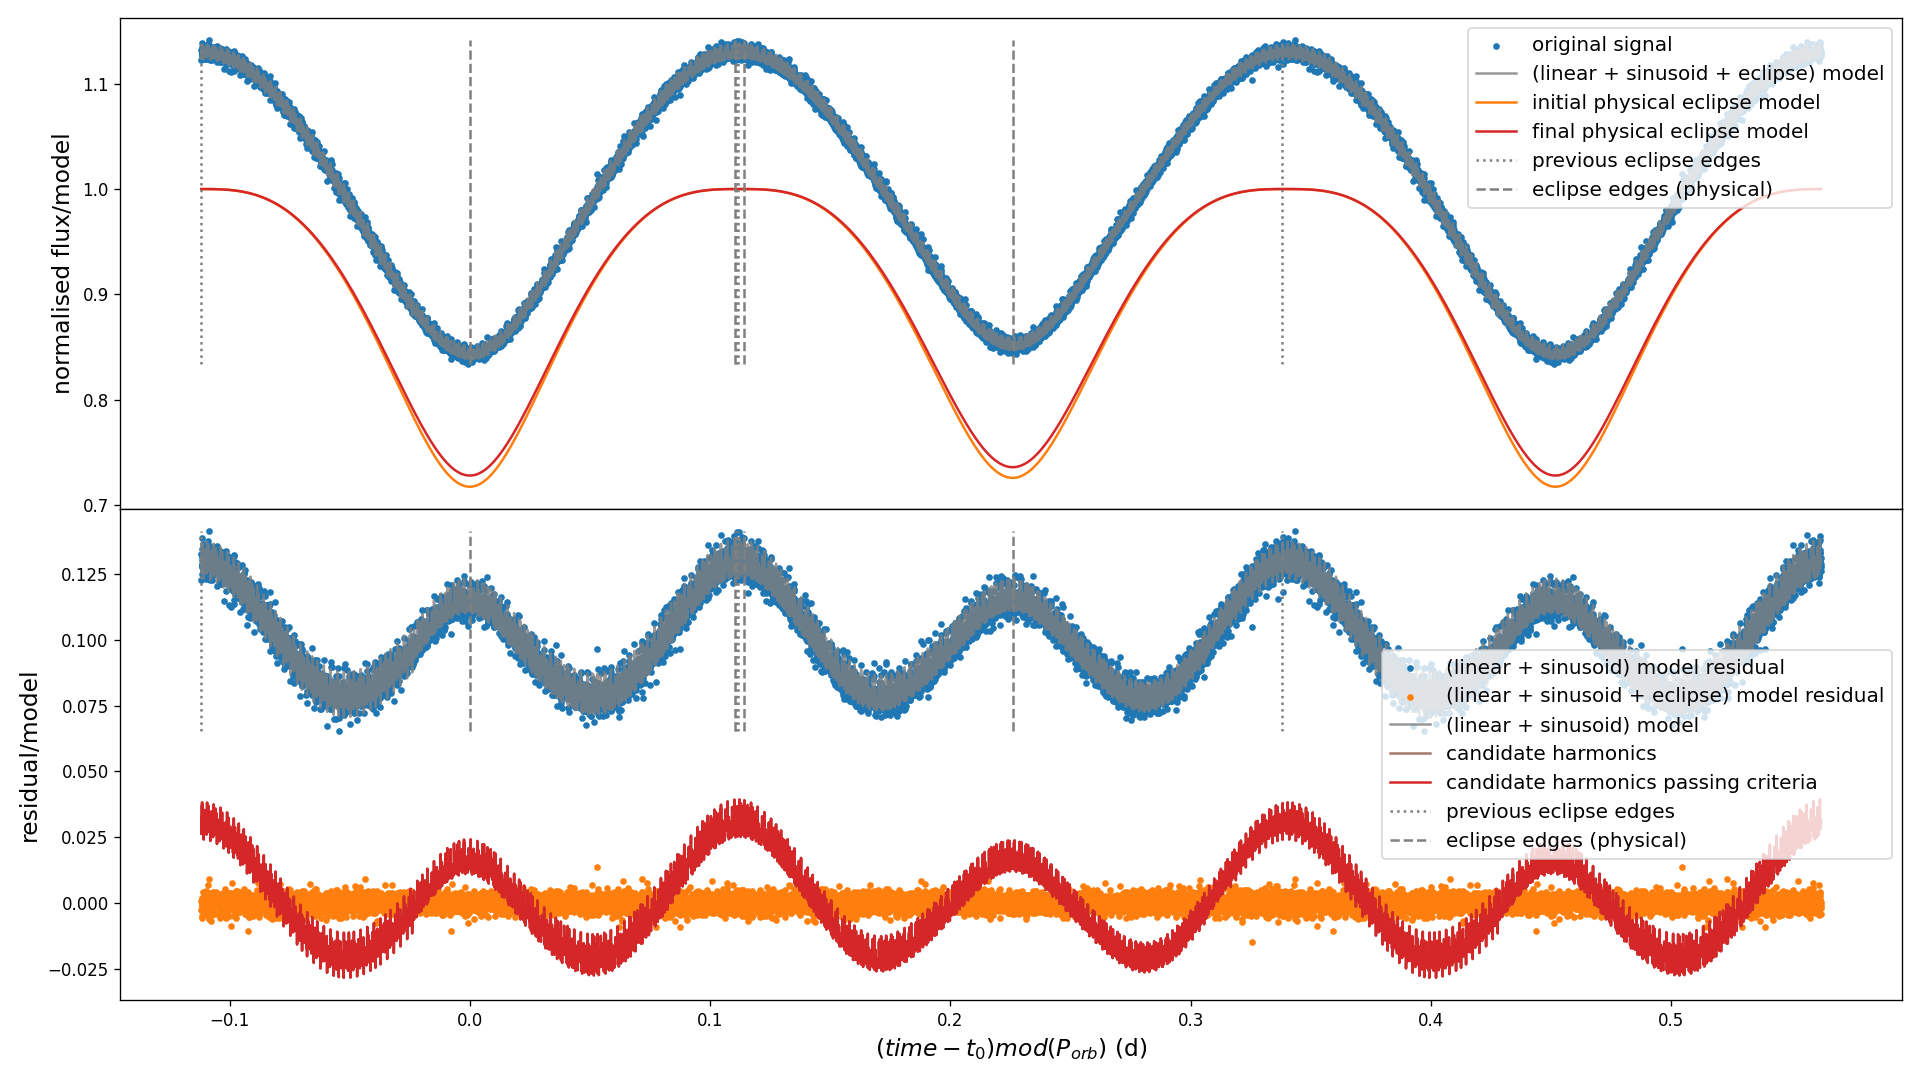 normalised flux/model
1.1
1.0
0.9
0.8
0.7
original signal
(linear + sinusoid + eclipse) model
initial physical eclipse model
final physical eclipse model
previous eclipse edges
eclipse edges (physical)
residual/model
0.125
0.100
0.075
0.050
0.025
0.000
−0.025
(linear + sinusoid) model residual
(linear + sinusoid + eclipse) model residual
(linear + sinusoid) model
candidate harmonics
candidate harmonics passing criteria
previous eclipse edges
eclipse edges (physical)
−0.1 0.0 0.1 0.2 0.3 0.4 0.5
(time − t₀)mod(Pₒᵣb) (d)